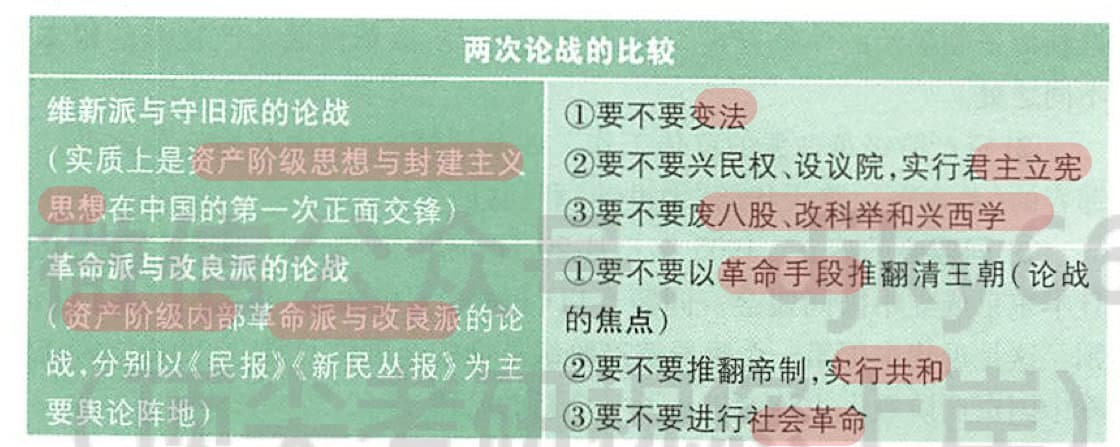 两次论战的比较
维新派与守旧派的论战
(实质上是资产阶级思想与封建主义
思想在中国的第一次正面交锋)
①要不要变法
②要不要兴民权、设议院,实行君主立宪
③要不要废八股、改科举和兴西学
革命派与改良派的论战
(资产阶级内部革命派与改良派的论
战,分别以《民报》《新民丛报》为主
要舆论阵地)
①要不要以革命手段推翻清王朝(论战
的焦点)
②要不要推翻帝制,实行共和
③要不要进行社会革命